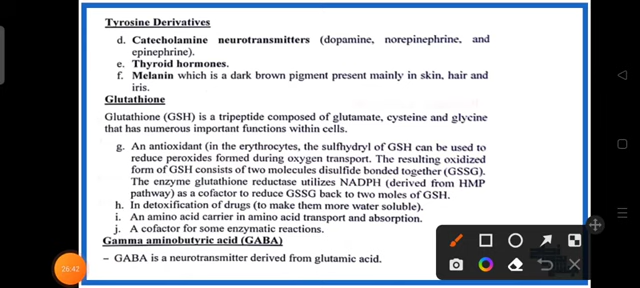 Tyrosine Derivatives
d. Catecholamine neurotransmitters (dopamine, norepinephrine, and
epinephrine).
e. Thyroid hormones.
f. Melanin which is a dark brown pigment present mainly in skin, hair and
iris.
Glutathione
Glutathione (GSH) is a tripeptide composed of glutamate, cysteine and glycine
that has numerous important functions within cells.
g. An antioxidant (in the erythrocytes, the sulfhydryl of GSH can be used to
reduce peroxides formed during oxygen transport. The resulting oxidized
form of GSH consists of two molecules disulfide bonded together (GSSG).
The enzyme glutathione reductase utilizes NADPH (derived from HMP
pathway) as a cofactor to reduce GSSG back to two moles of GSH.
h. In detoxification of drugs (to make them more water soluble).
i. An amino acid carrier in amino acid transport and absorption.
j. A cofactor for some enzymatic reactions.
Gamma aminobutyric acid (GABA)
- GABA is a neurotransmitter derived from glutamic acid.
26:42